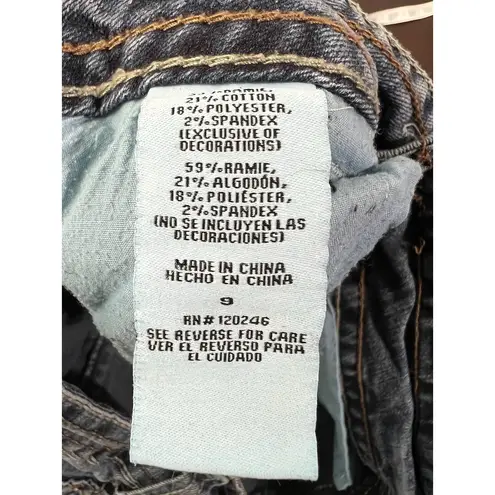 21% COTTON
18% POLYESTER,
2% SPANDEX
(EXCLUSIVE OF
DECORATIONS)
59% RAMIE,
21% ALGODÓN,
18% POLIÉSTER,
2% SPANDEX
(NO SE INCLUYEN LAS
DECORACIONES)
MADE IN CHINA
HECHO EN CHINA
9
RN# 120246
SEE REVERSE FOR CARE
VER EL REVERSO PARA
EL CUIDADO